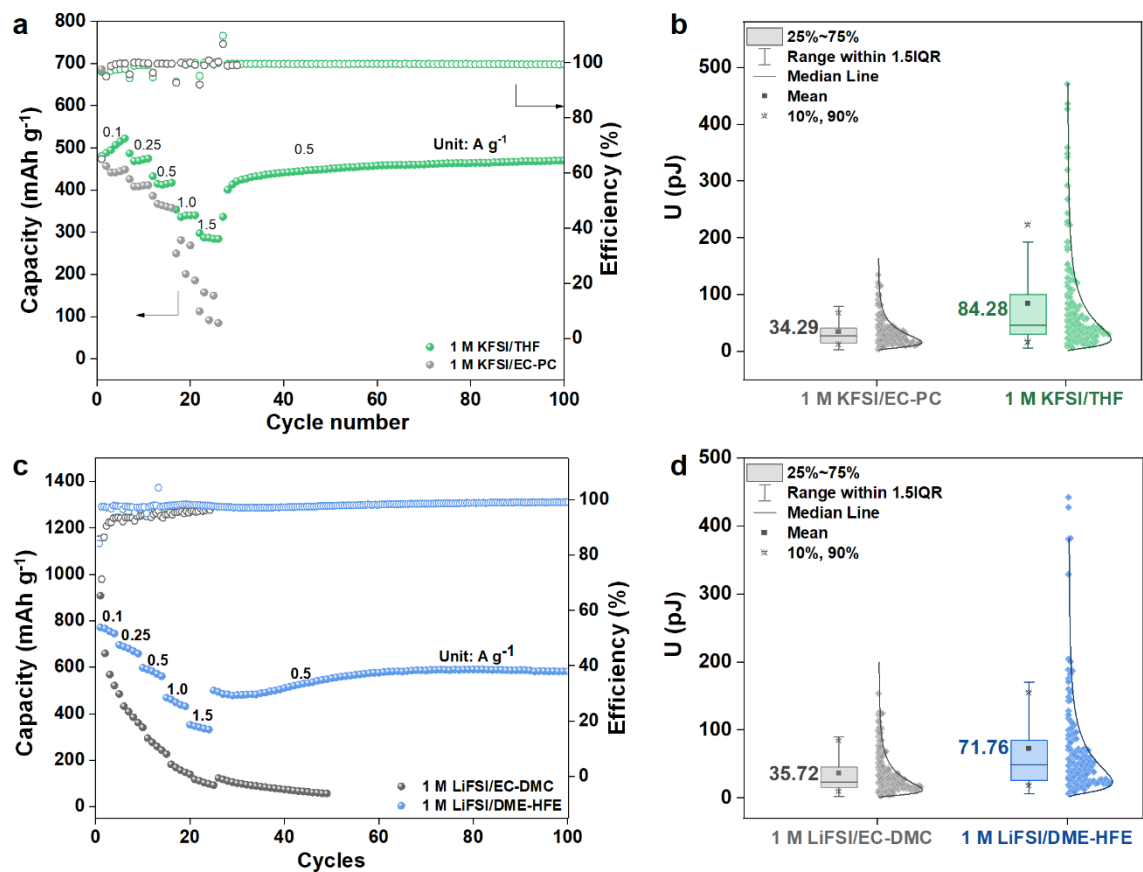 a
800
700
600
500
400
300
200
100
0
Capacity (mAh g-1)
0.1
0.25
0.5
1.0
1.5
0.5
Unit: A g-1
1 M KFSI/THF
1 M KFSI/EC-PC
100
80
60
40
20
0
Efficiency (%)
0 20 40 60 80 100
Cycle number
b
500
400
300
200
100
0
U (pJ)
25%~75%
Range within 1.5IQR
Median Line
Mean
10%, 90%
34.29
84.28
1 M KFSI/EC-PC 1 M KFSI/THF
c
1400
1200
1000
800
600
400
200
0
Capacity (mAh g-1)
0.1
0.25
0.5
1.0
1.5
0.5
Unit: A g-1
1 M LiFSI/EC-DMC
1 M LiFSI/DME-HFE
100
80
60
40
20
0
Efficiency (%)
0 20 40 60 80 100
Cycles
d
500
400
300
200
100
0
U (pJ)
25%~75%
Range within 1.5IQR
Median Line
Mean
10%, 90%
35.72
71.76
1 M LiFSI/EC-DMC 1 M LiFSI/DME-HFE